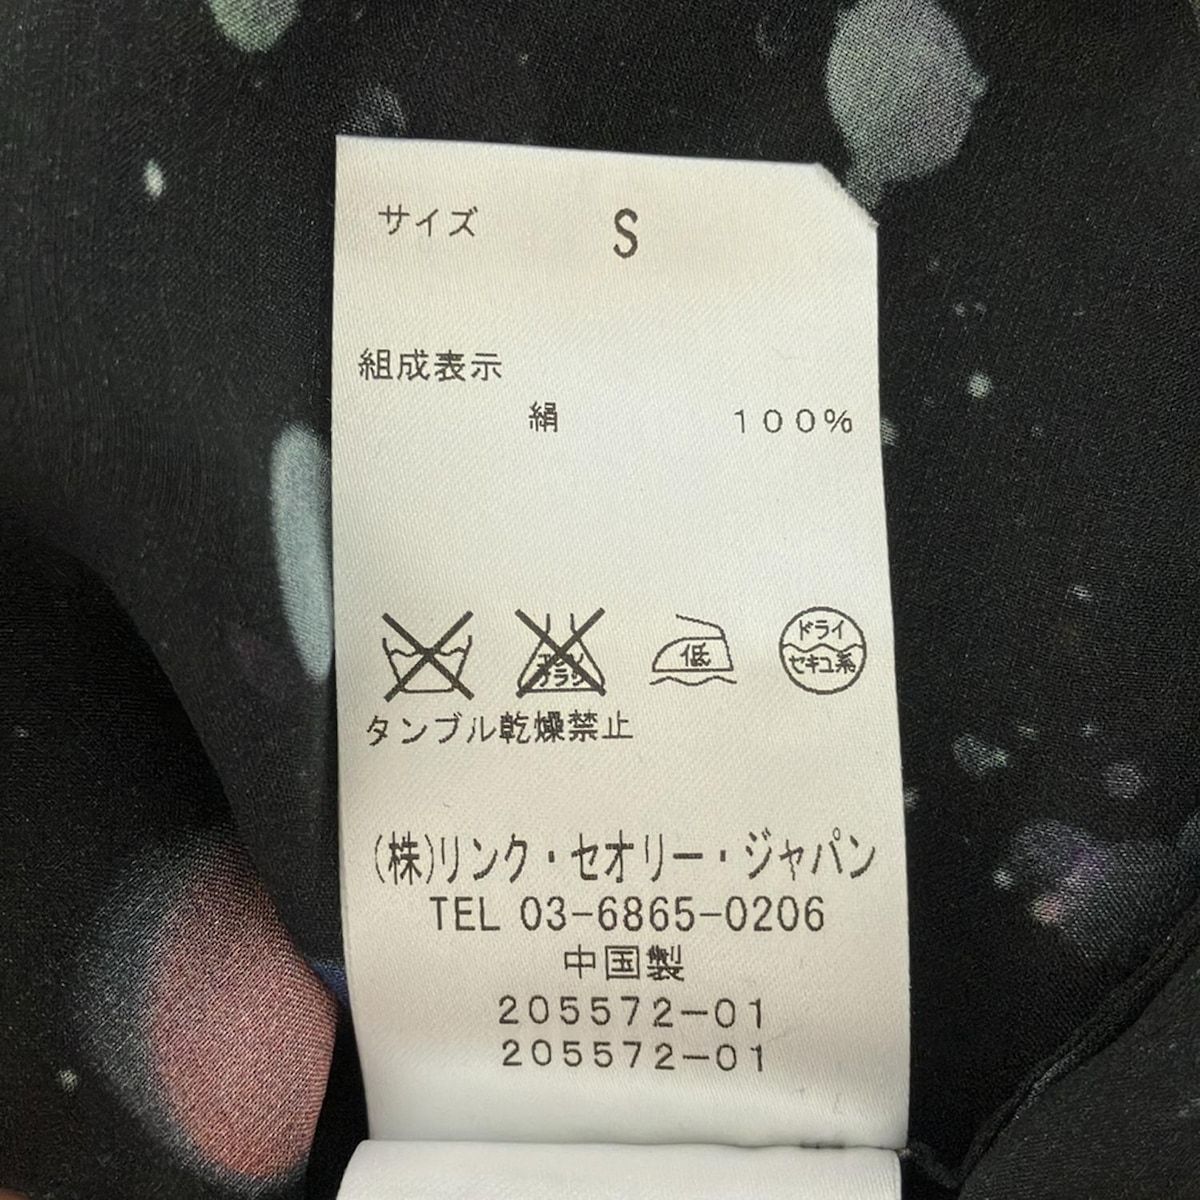 サイズ S
組成表示
絹 100%
低 ドライ
セキユ系
タンブル乾燥禁止
(株)リンク・セオリー・ジャパン
TEL 03-6865-0206
中国製
205572-01
205572-01